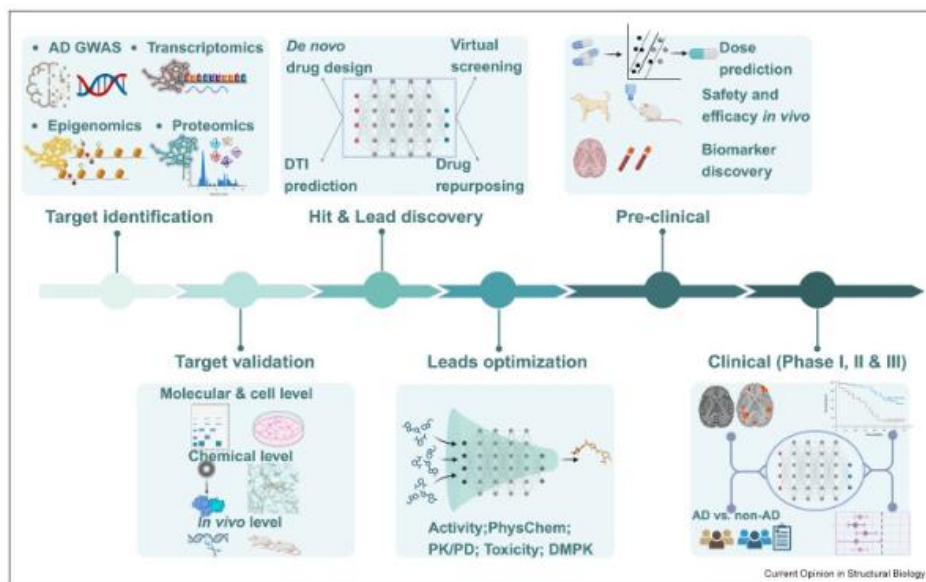 • AD GWAS • Transcriptomics
• Epigenomics • Proteomics
Target identification
De novo
drug design
Virtual
screening
DTI
prediction
Drug
repurposing
Hit & Lead discovery
Dose
prediction
Safety and
efficacy in vivo
Biomarker
discovery
Pre-clinical
Target validation
Molecular & cell level
Chemical level
In vivo level
Leads optimization
Activity;PhysChem;
PK/PD; Toxicity; DMPK
Clinical (Phase I, II & III)
AD vs. non-AD
Current Opinion in Structural Biology